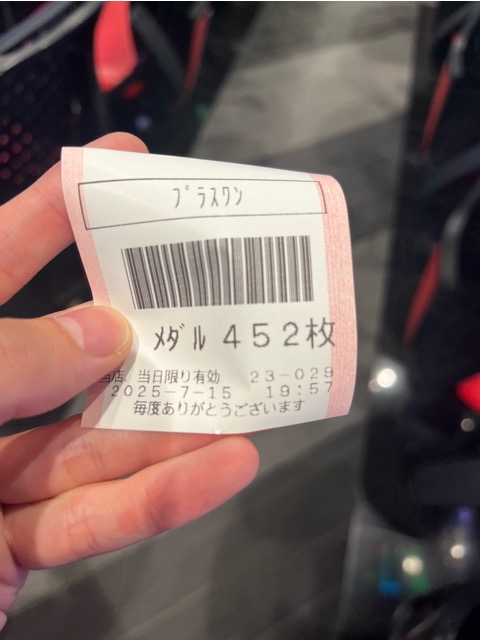 ﾌﾟﾗｽﾜﾝ
ﾒﾀﾞﾙ 452枚
当店、当日限り有効 23-029
2025-7-15 19:57
毎度ありがとうございます